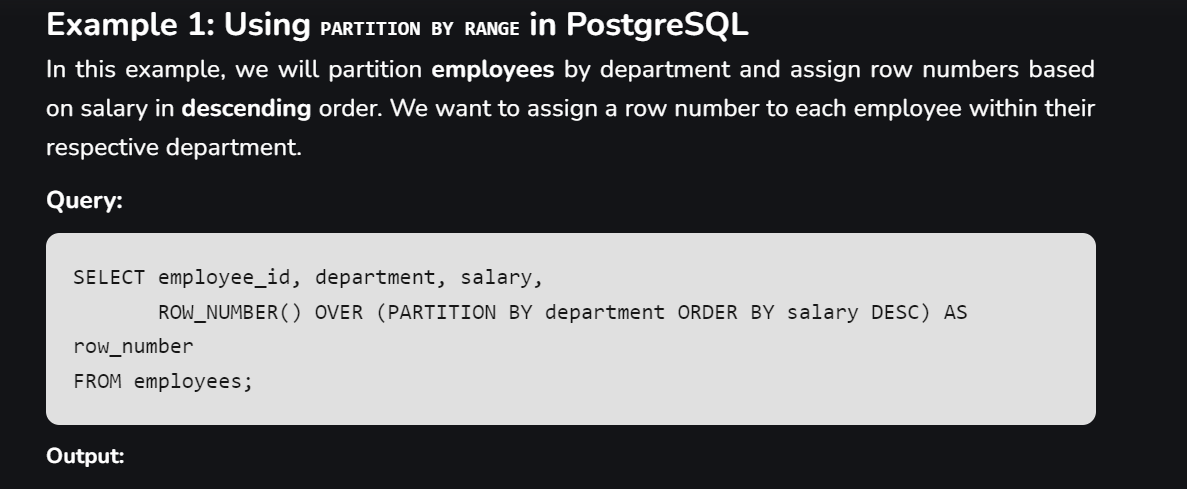 Example 1: Using PARTITION BY RANGE in PostgreSQL
In this example, we will partition employees by department and assign row numbers based
on salary in descending order. We want to assign a row number to each employee within their
respective department.
Query:
SELECT employee_id, department, salary,
       ROW_NUMBER() OVER (PARTITION BY department ORDER BY salary DESC) AS
row_number
FROM employees;
Output: